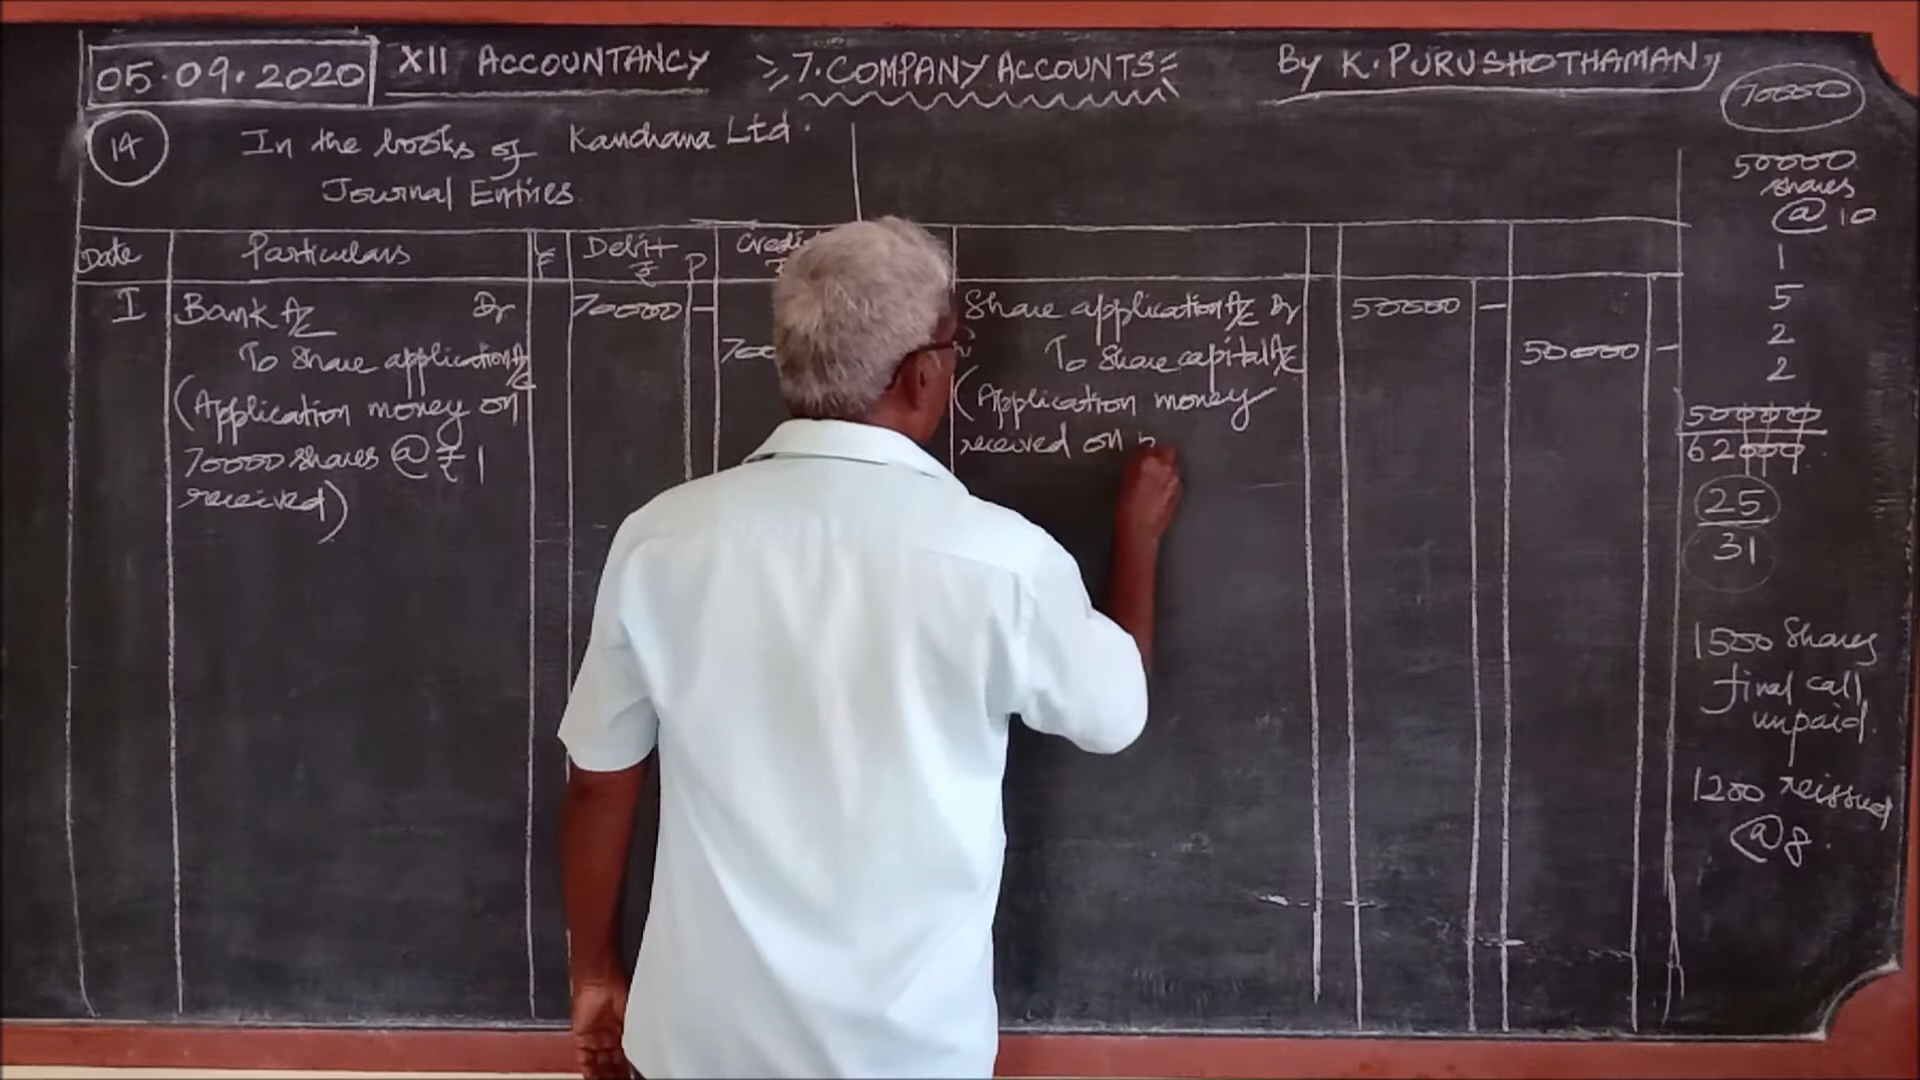 05.09.2020 XII ACCOUNTANCY 7. COMPANY ACCOUNTS By K. PURUSHOTHAMAN
70000
14 In the books of Kanchana Ltd.
Journal Entries
Date Particulars Debit ₹ P Credit
I Bank A/c Dr 70000 –
To Share application A/c 700
(Application money on
70000 shares @ ₹ 1
received)
Share application A/c Dr 50000 –
To Share capital A/c 50000 –
(Application money
received on
50000
shares
@ 10
1
5
2
2
50000
62000
25
31
1500 Shares
final call
unpaid.
1200 reissued
@ 8.